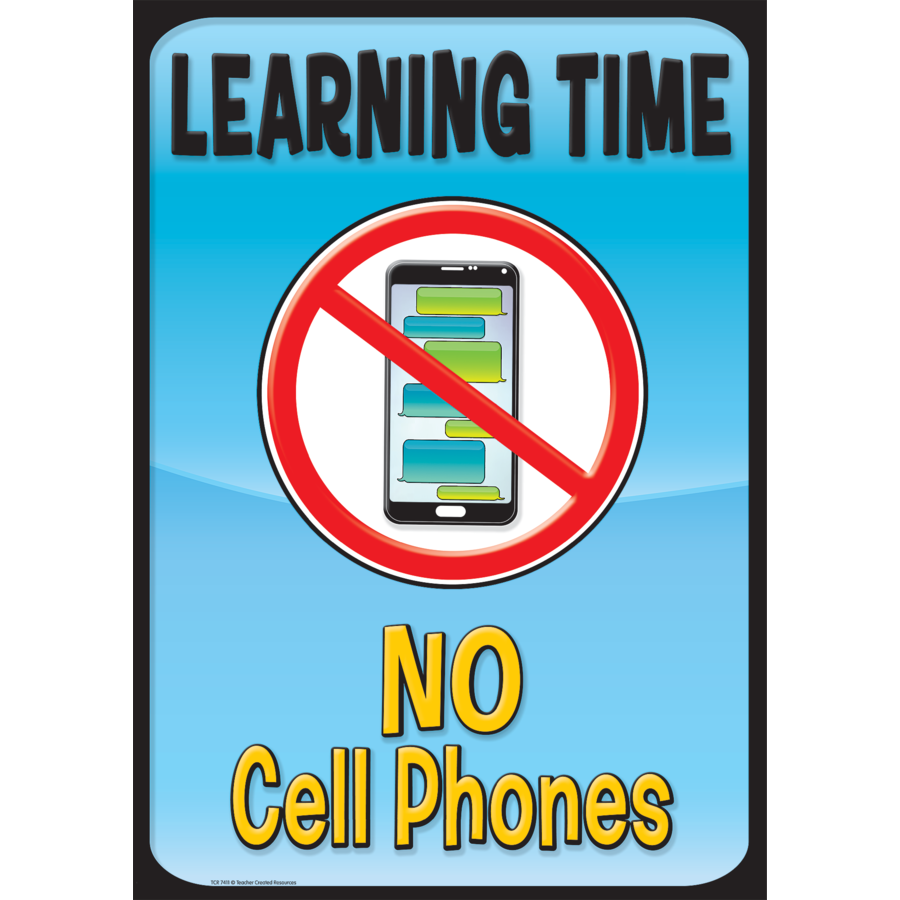 LEARNING TIME
NO
Cell Phones
TCR 7419 © Teacher Created Resources